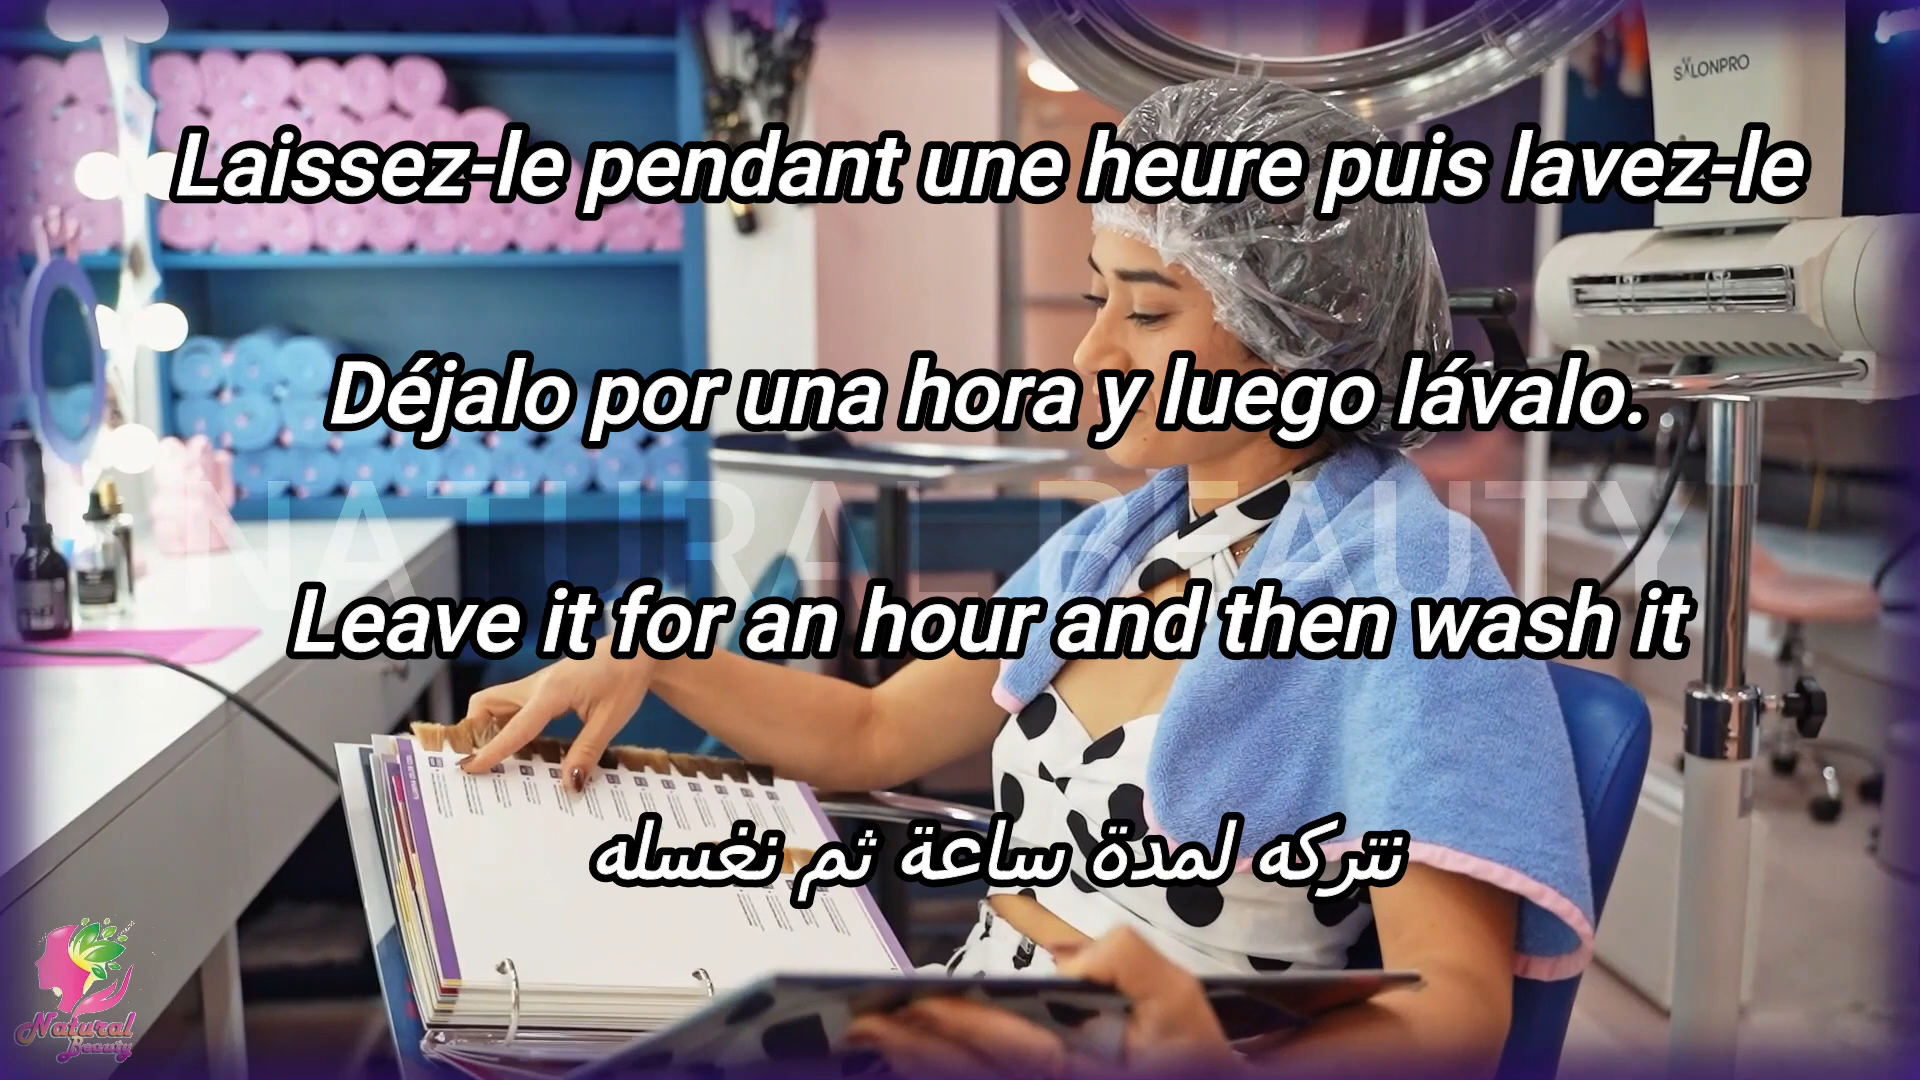 SALONPRO
Laissez-le pendant une heure puis lavez-le
Déjalo por una hora y luego lávalo.
NATURAL BEAUTY
Leave it for an hour and then wash it
نتركه لمدة ساعة ثم نغسله
Natural
Beauty